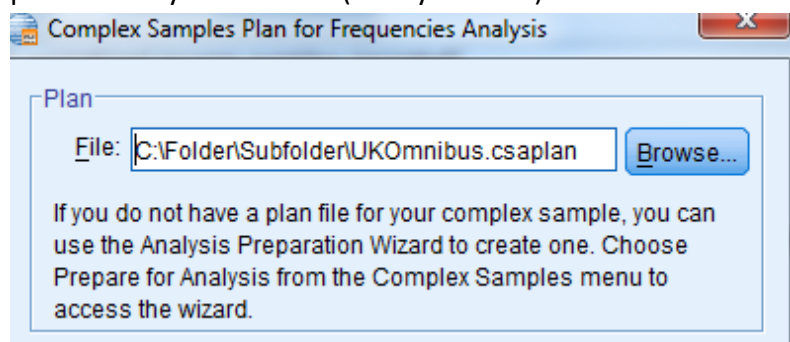 Complex Samples Plan for Frequencies Analysis
x
Plan
File: C:\Folder\Subfolder\UKOmnibus.csaplan Browse...
If you do not have a plan file for your complex sample, you can
use the Analysis Preparation Wizard to create one. Choose
Prepare for Analysis from the Complex Samples menu to
access the wizard.